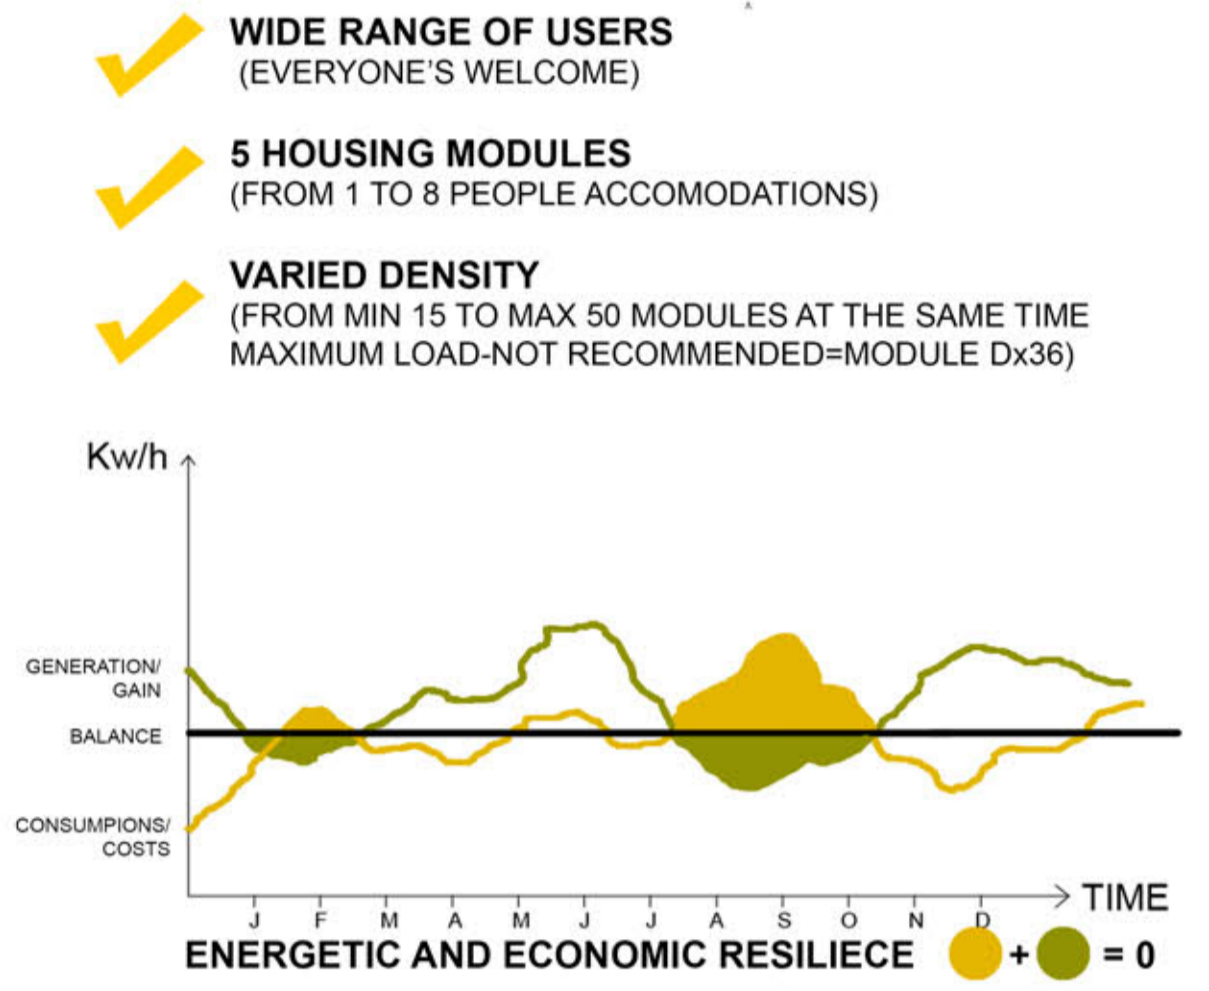 WIDE RANGE OF USERS
(EVERYONE'S WELCOME)
5 HOUSING MODULES
(FROM 1 TO 8 PEOPLE ACCOMODATIONS)
VARIED DENSITY
(FROM MIN 15 TO MAX 50 MODULES AT THE SAME TIME
MAXIMUM LOAD-NOT RECOMMENDED=MODULE Dx36)
Kw/h
GENERATION/
GAIN
BALANCE
CONSUMPIONS/
COSTS
J F M A M J J A S O N D
TIME
ENERGETIC AND ECONOMIC RESILIECE + = 0